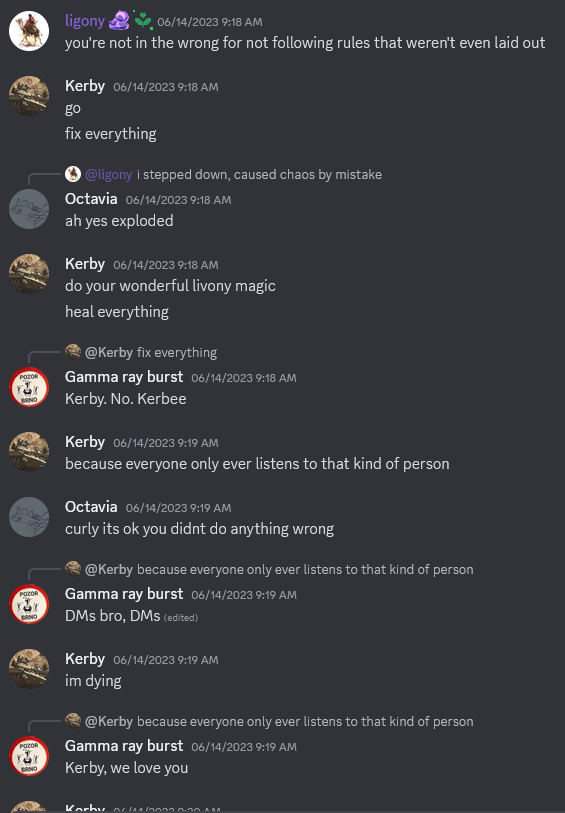 ligony 06/14/2023 9:18 AM
you're not in the wrong for not following rules that weren't even laid out
Kerby 06/14/2023 9:18 AM
go
fix everything
@ligony i stepped down, caused chaos by mistake
Octavia 06/14/2023 9:18 AM
ah yes exploded
Kerby 06/14/2023 9:18 AM
do your wonderful livony magic
heal everything
@Kerby fix everything
POZOR
BRNO
Gamma ray burst 06/14/2023 9:18 AM
Kerby. No. Kerbee
Kerby 06/14/2023 9:19 AM
because everyone only ever listens to that kind of person
Octavia 06/14/2023 9:19 AM
curly its ok you didnt do anything wrong
@Kerby because everyone only ever listens to that kind of person
POZOR
BRNO
Gamma ray burst 06/14/2023 9:19 AM
DMs bro, DMs (edited)
Kerby 06/14/2023 9:19 AM
im dying
@Kerby because everyone only ever listens to that kind of person
POZOR
BRNO
Gamma ray burst 06/14/2023 9:19 AM
Kerby, we love you
Kerby 06/14/2023 9:20 AM